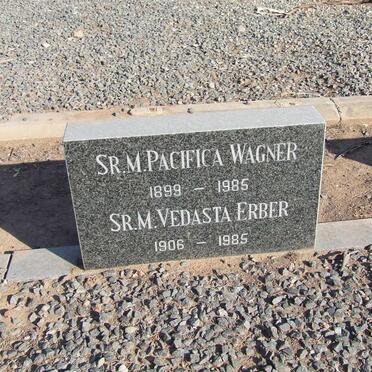 Sr.M.Pacifica Wagner
1899 - 1985
Sr.M.Vedasta Erber
1906 - 1985